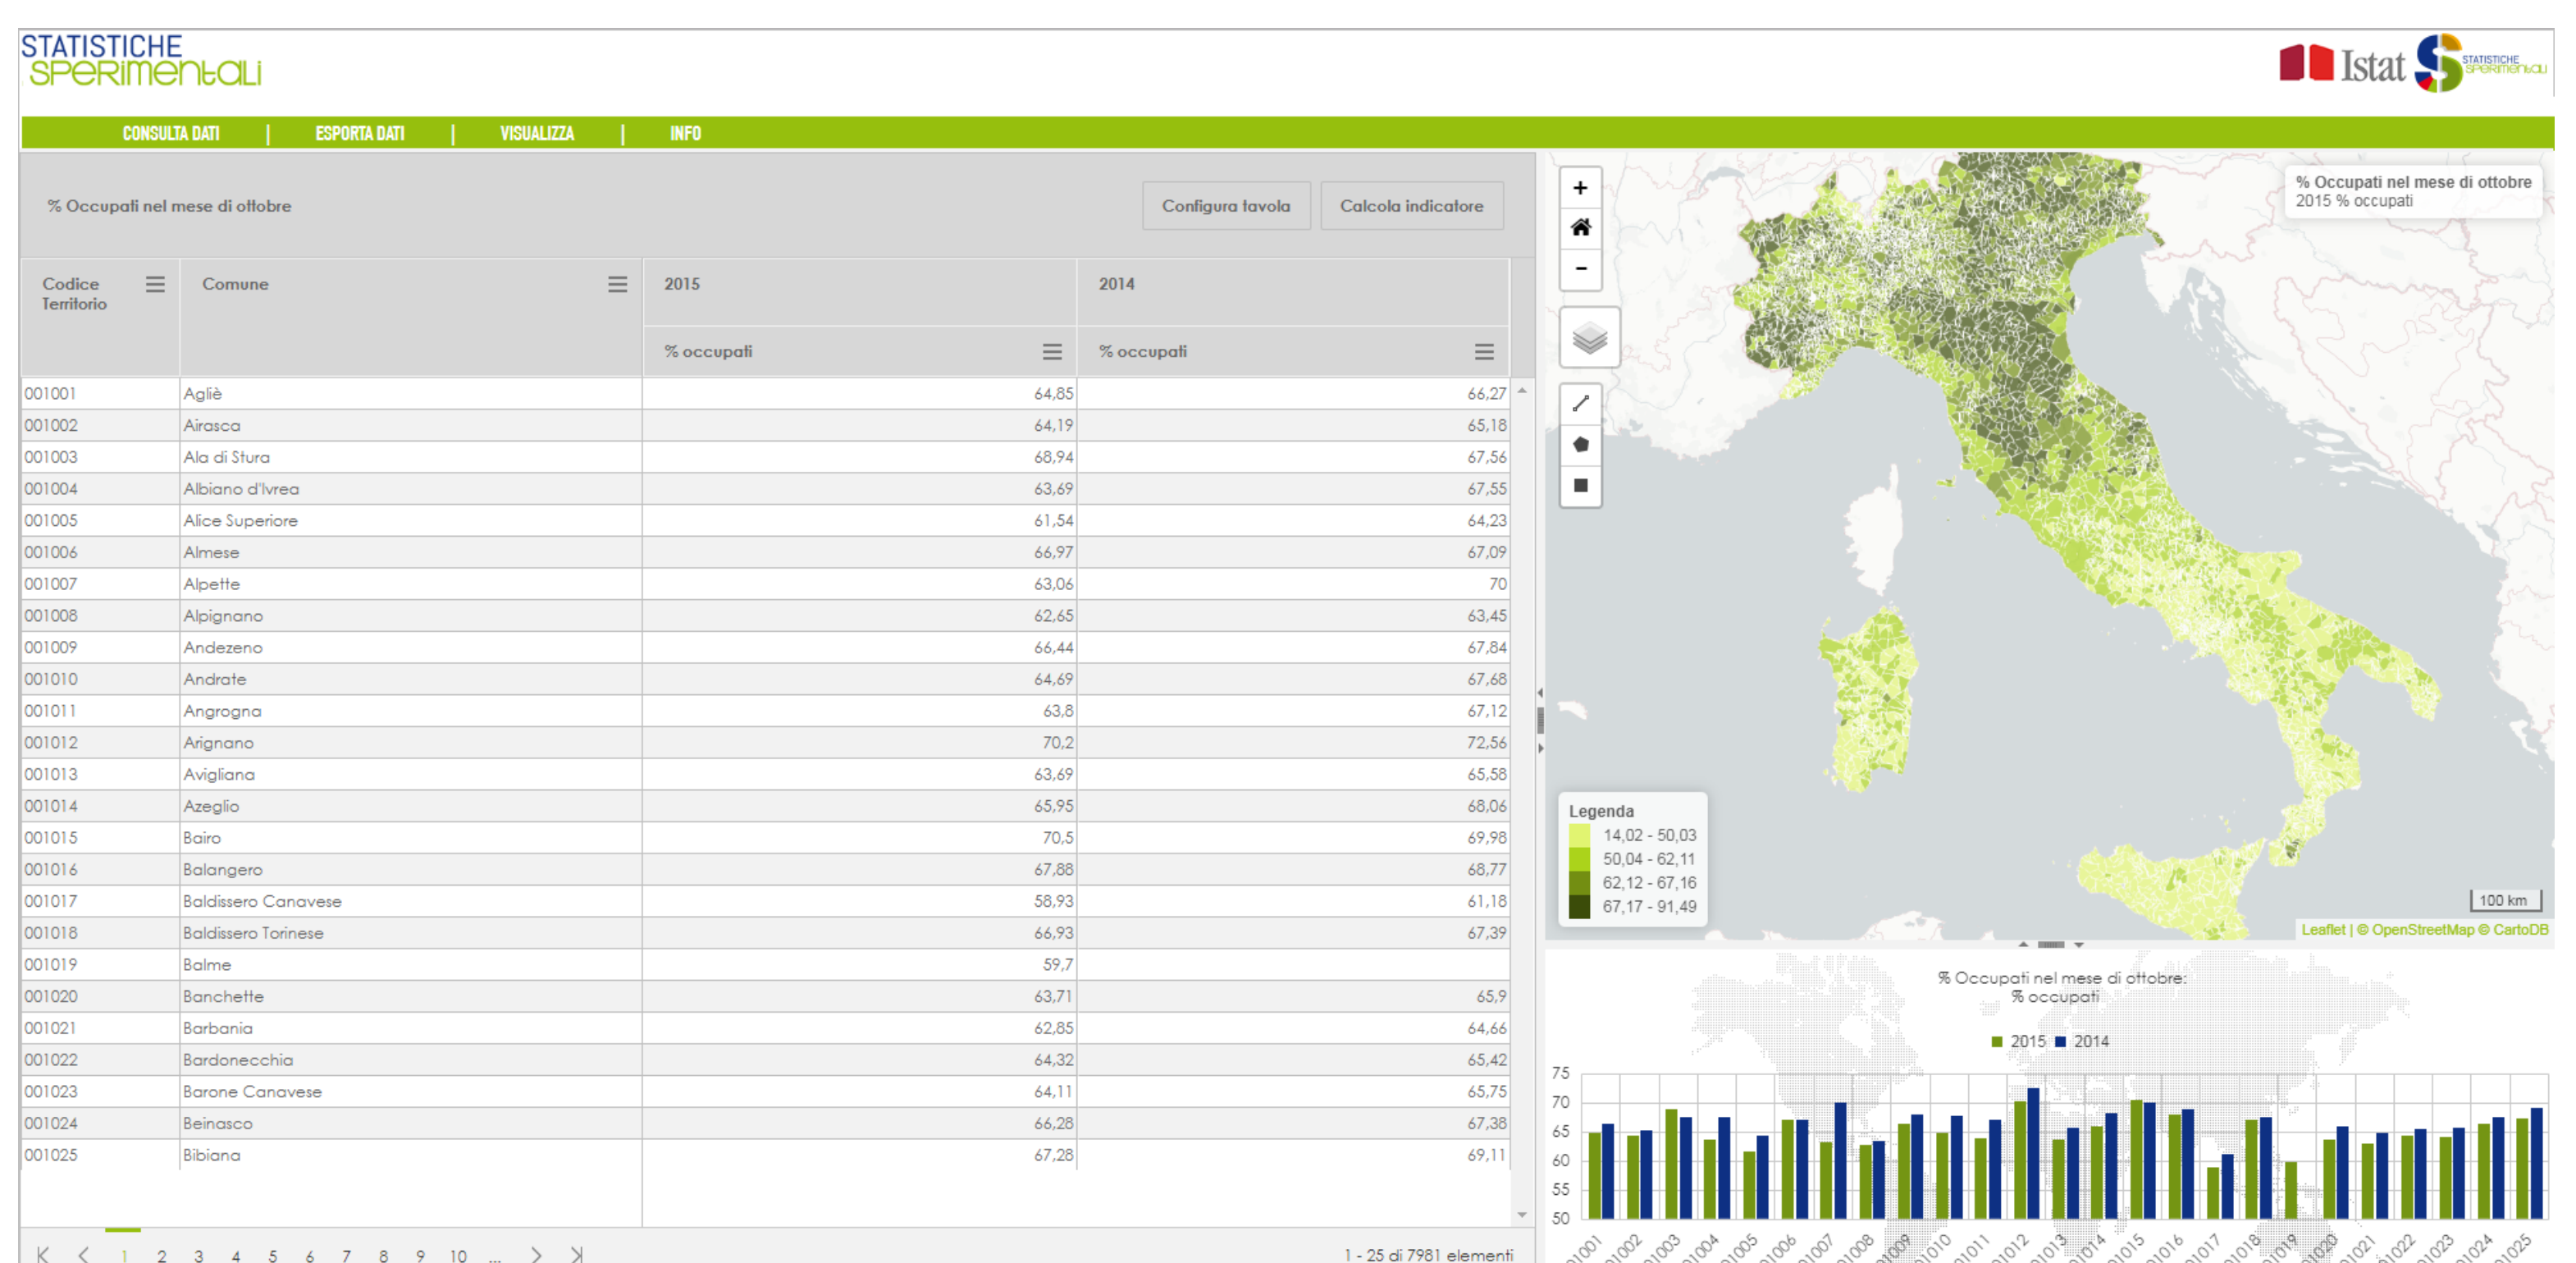 STATISTICHE
SPERIMENTALI
Istat
STATISTICHE
SPERIMENTALI
CONSULTA DATI | ESPORTA DATI | VISUALIZZA | INFO
% Occupati nel mese di ottobre
Configura tavola
Calcola indicatore
Codice Territorio
Comune
2015
2014
% occupati
% occupati
001001 Agliè 64,85 66,27
001002 Airasca 64,19 65,18
001003 Ala di Stura 68,94 67,56
001004 Albiano d'Ivrea 63,69 67,55
001005 Alice Superiore 61,54 64,23
001006 Almese 66,97 67,09
001007 Alpette 63,06 70
001008 Alpignano 62,65 63,45
001009 Andezeno 66,44 67,84
001010 Andrate 64,69 67,68
001011 Angrogna 63,8 67,12
001012 Arignano 70,2 72,56
001013 Avigliana 63,69 65,58
001014 Azeglio 65,95 68,06
001015 Bairo 70,5 69,98
001016 Balangero 67,88 68,77
001017 Baldissero Canavese 58,93 61,18
001018 Baldissero Torinese 66,93 67,39
001019 Balme 59,7
001020 Banchette 63,71 65,9
001021 Barbania 62,85 64,66
001022 Bardonecchia 64,32 65,42
001023 Barone Canavese 64,11 65,75
001024 Beinasco 66,28 67,38
001025 Bibiana 67,28 69,11
1 2 3 4 5 6 7 8 9 10 ...
1 - 25 di 7981 elementi
+
-
% Occupati nel mese di ottobre
2015 % occupati
Legenda
14,02 - 50,03
50,04 - 62,11
62,12 - 67,16
67,17 - 91,49
100 km
Leaflet | © OpenStreetMap © CartoDB
% Occupati nel mese di ottobre:
% occupati
2015 2014
75
70
65
60
55
50